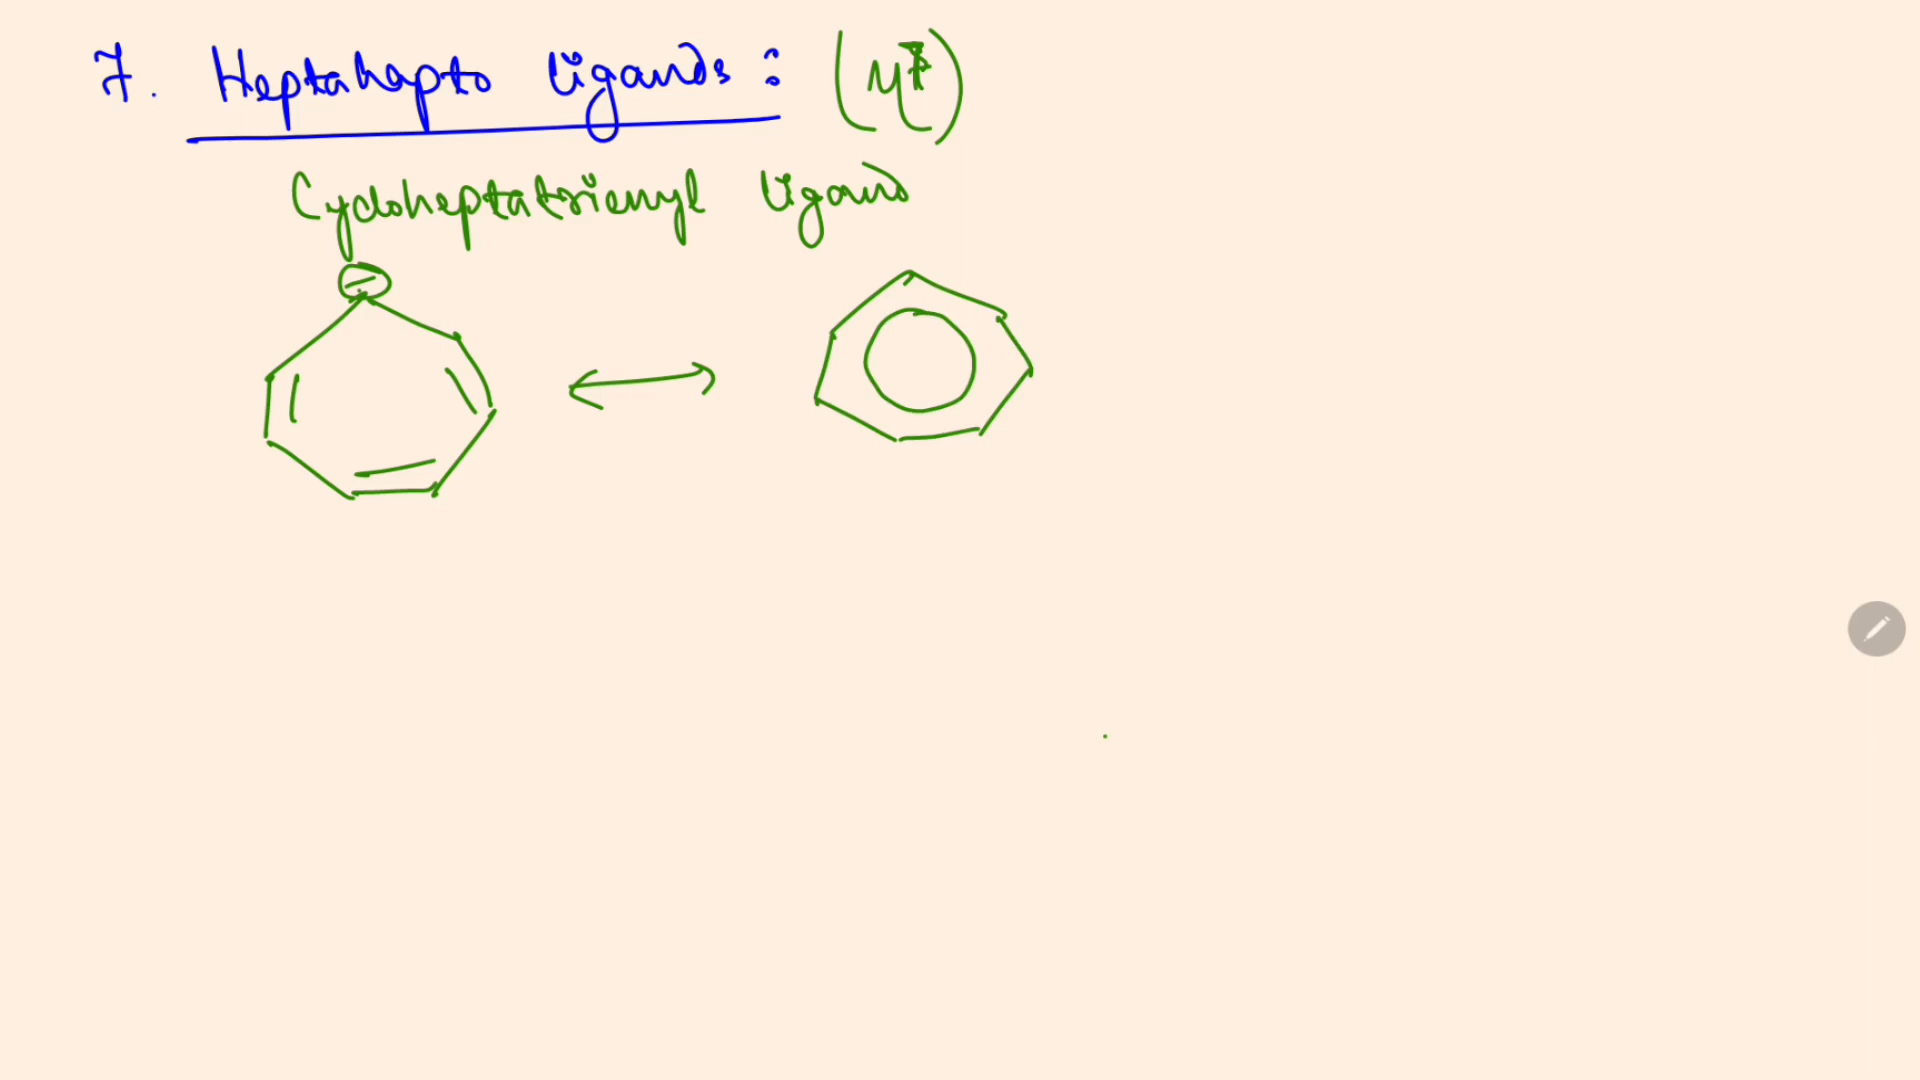 7. Heptahapto ligands : (η⁷)
Cycloheptatrienyl ligand
⊖